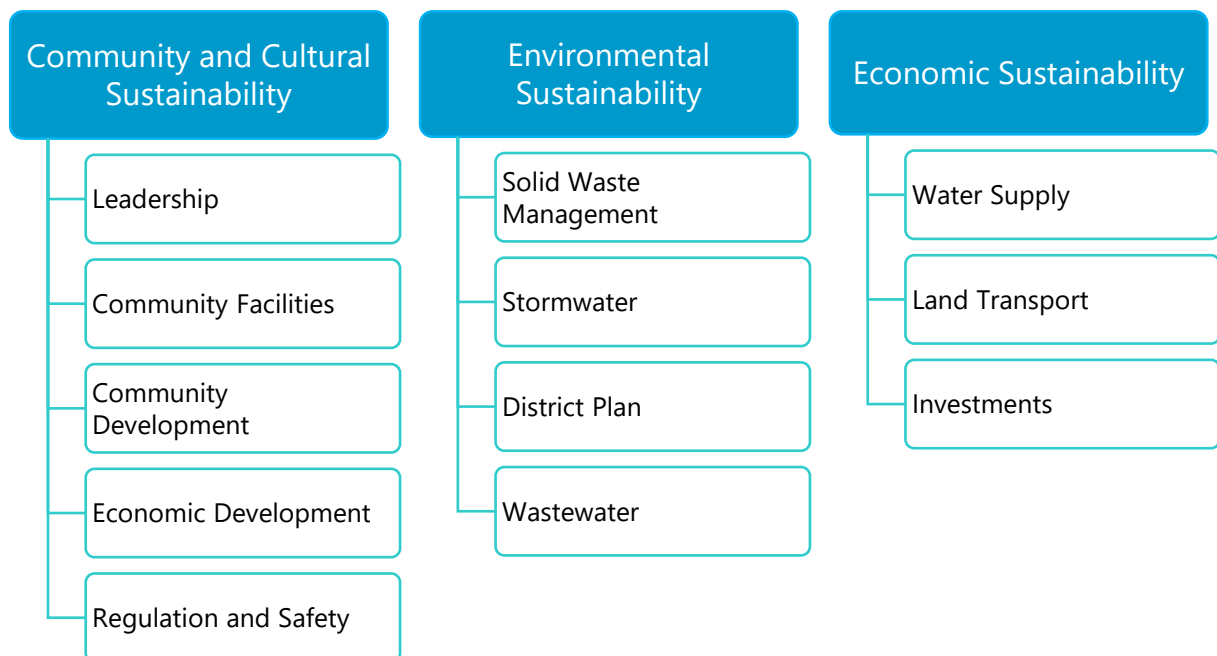 Community and Cultural
Sustainability
Leadership
Community Facilities
Community
Development
Economic Development
Regulation and Safety
Environmental
Sustainability
Solid Waste
Management
Stormwater
District Plan
Wastewater
Economic Sustainability
Water Supply
Land Transport
Investments